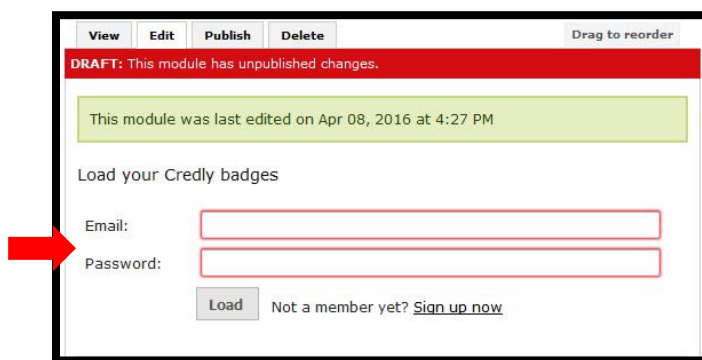 View Edit Publish Delete Drag to reorder
DRAFT: This module has unpublished changes.
This module was last edited on Apr 08, 2016 at 4:27 PM
Load your Credly badges
Email:
Password:
Load Not a member yet? Sign up now